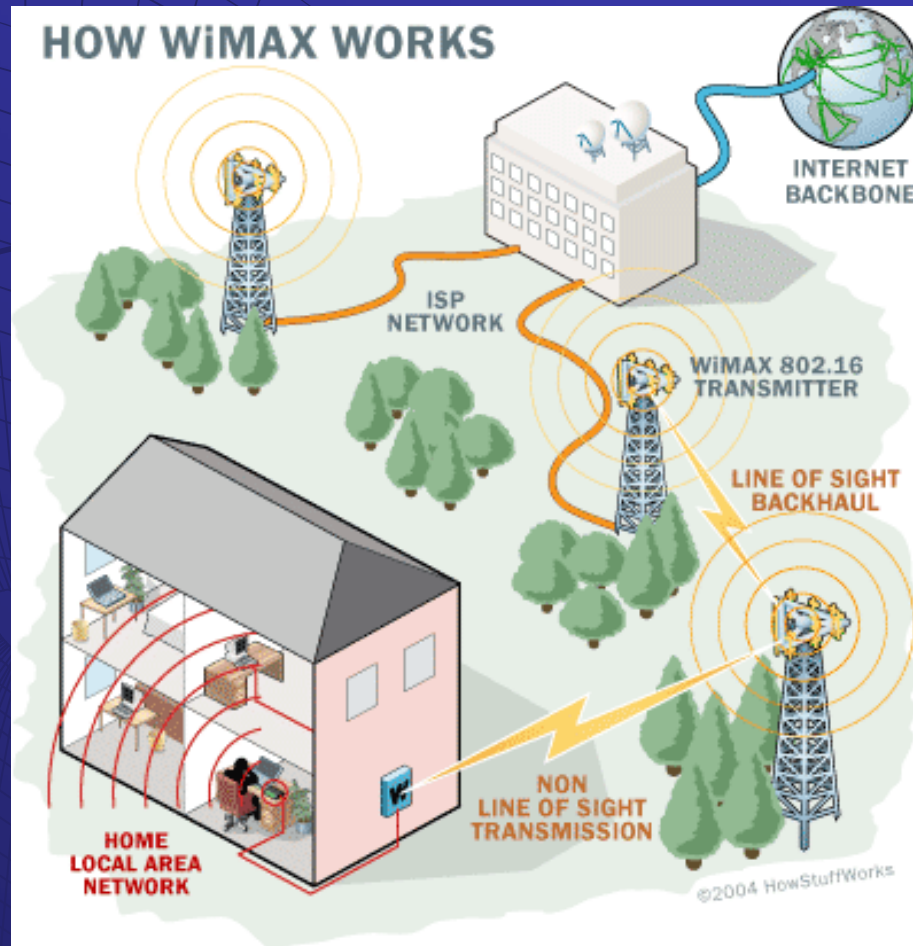 HOW WiMAX WORKS
INTERNET
BACKBONE
ISP
NETWORK
WiMAX 802.16
TRANSMITTER
LINE OF SIGHT
BACKHAUL
NON
LINE OF SIGHT
TRANSMISSION
HOME
LOCAL AREA
NETWORK
©2004 HowStuffWorks